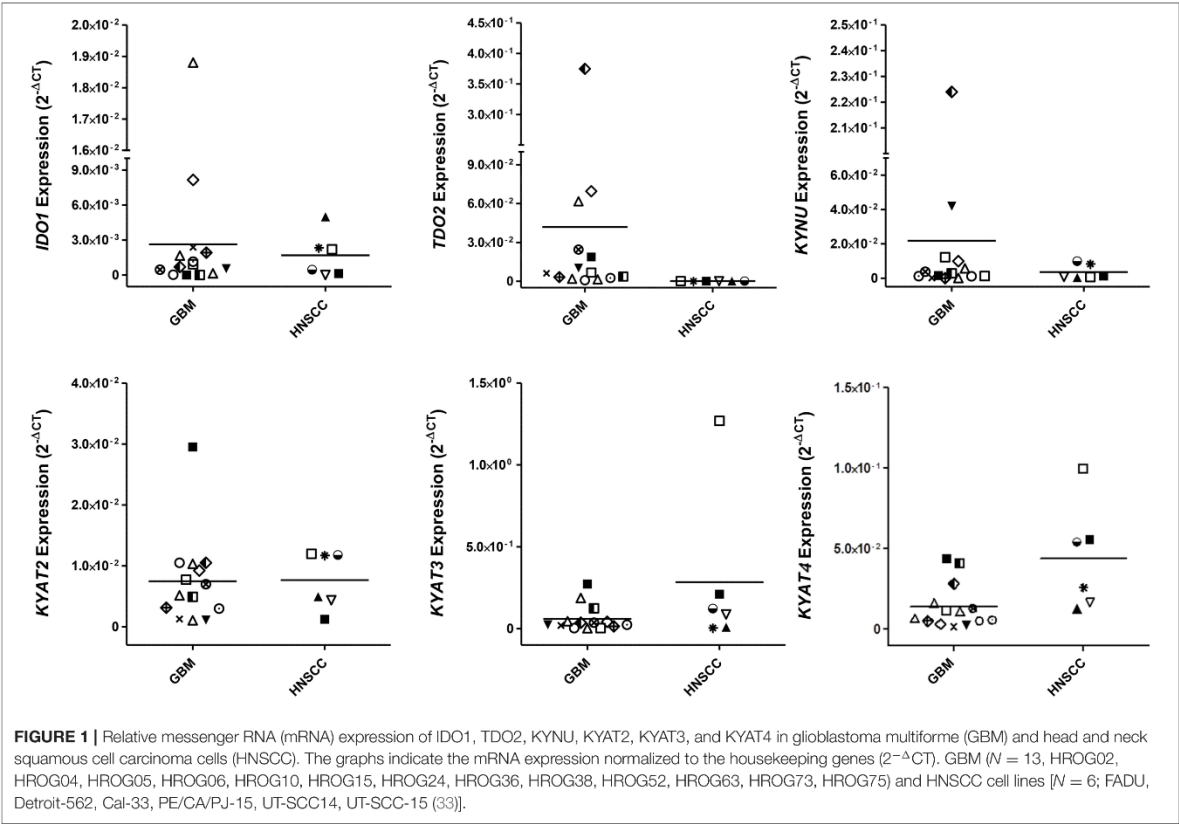 IDO1 Expression (2-ΔCT)
2.0×10-2
1.9×10-2
1.8×10-2
1.7×10-2
1.6×10-2
9.0×10-3
6.0×10-3
3.0×10-3
0
GBM
HNSCC
TDO2 Expression (2-ΔCT)
4.5×10-1
4.0×10-1
3.5×10-1
3.0×10-1
9.0×10-2
6.0×10-2
3.0×10-2
0
GBM
HNSCC
KYNU Expression (2-ΔCT)
2.5×10-1
2.4×10-1
2.3×10-1
2.2×10-1
2.1×10-1
6.0×10-2
4.0×10-2
2.0×10-2
0
GBM
HNSCC
KYAT2 Expression (2-ΔCT)
4.0×10-2
3.0×10-2
2.0×10-2
1.0×10-2
0
GBM
HNSCC
KYAT3 Expression (2-ΔCT)
1.5×100
1.0×100
5.0×10-1
0
GBM
HNSCC
KYAT4 Expression (2-ΔCT)
1.5×10-1
1.0×10-1
5.0×10-2
0
GBM
HNSCC
FIGURE 1 | Relative messenger RNA (mRNA) expression of IDO1, TDO2, KYNU, KYAT2, KYAT3, and KYAT4 in glioblastoma multiforme (GBM) and head and neck
squamous cell carcinoma cells (HNSCC). The graphs indicate the mRNA expression normalized to the housekeeping genes (2−ΔCT). GBM (N = 13, HROG02,
HROG04, HROG05, HROG06, HROG10, HROG15, HROG24, HROG36, HROG38, HROG52, HROG63, HROG73, HROG75) and HNSCC cell lines [N = 6; FADU,
Detroit-562, Cal-33, PE/CA/PJ-15, UT-SCC14, UT-SCC-15 (33)].